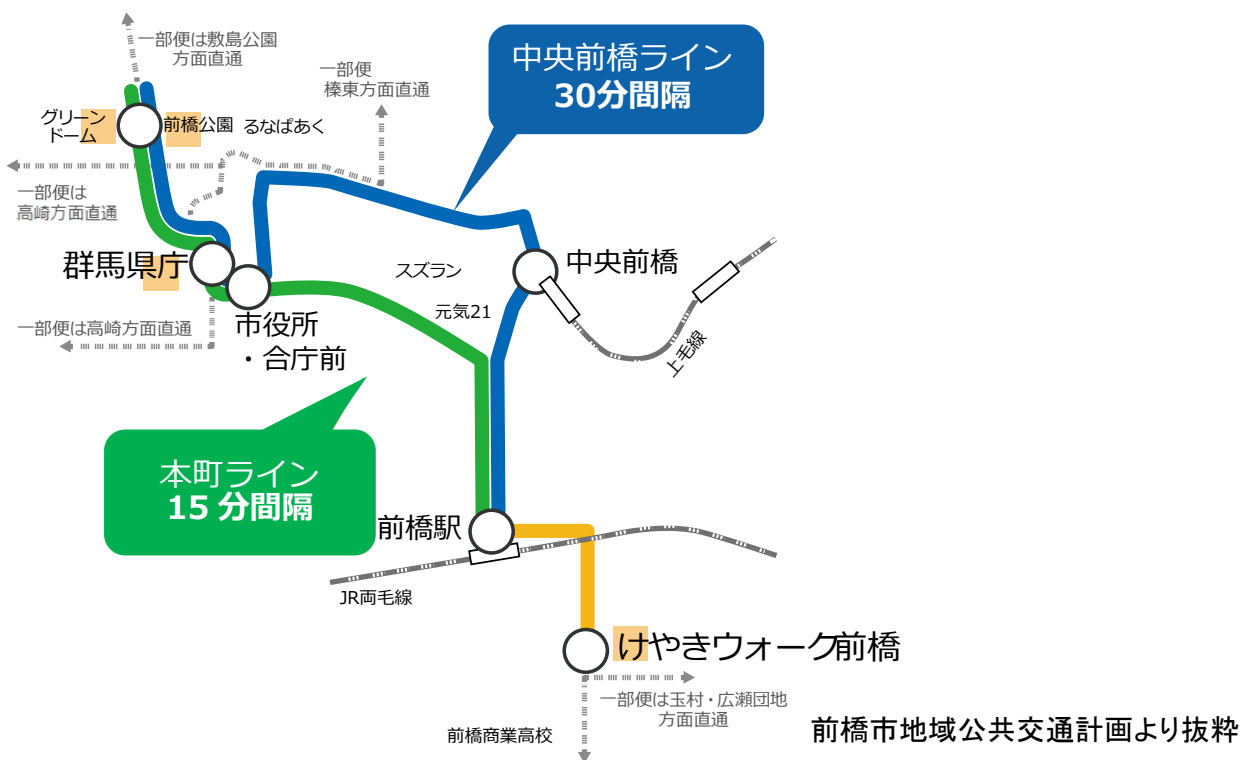 一部便は敷島公園
方面直通
一部便
榛東方面直通
中央前橋ライン
30分間隔
グリーン
ドーム
前橋公園
るなぱあく
一部便は
高崎方面直通
群馬県庁
スズラン
中央前橋
元気21
一部便は高崎方面直通
市役所
・合庁前
上毛線
本町ライン
15 分間隔
前橋駅
JR両毛線
けやきウォーク前橋
一部便は玉村・広瀬団地
方面直通
前橋商業高校
前橋市地域公共交通計画より抜粋